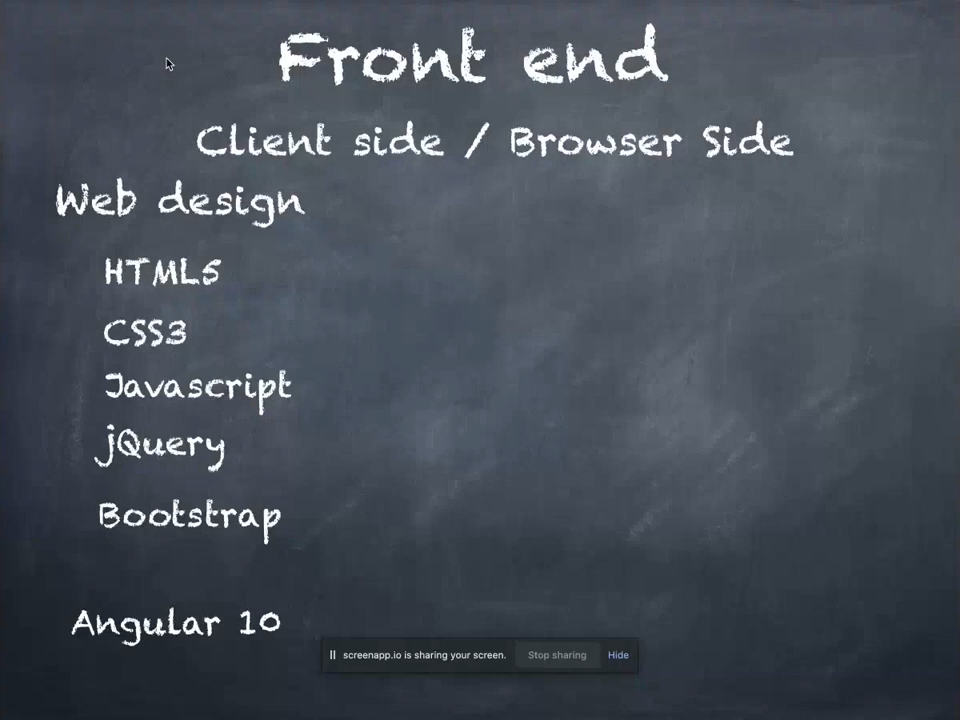 Front end
Client side / Browser Side
Web design
HTML5
CSS3
Javascript
jQuery
Bootstrap
Angular 10
screenapp.io is sharing your screen. Stop sharing Hide